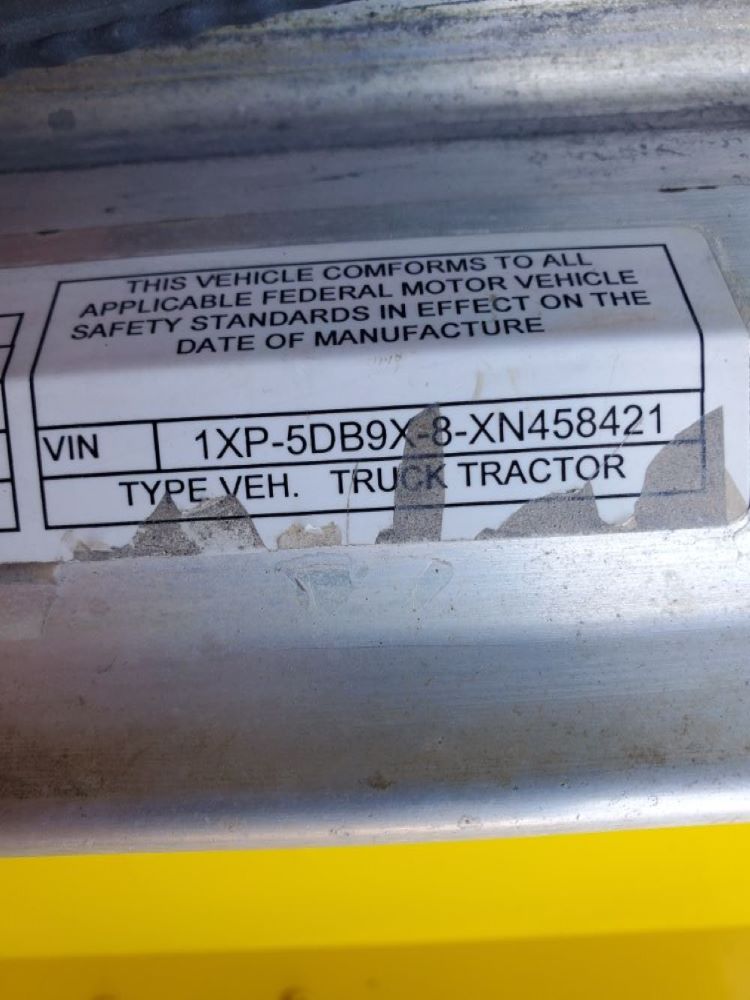 THIS VEHICLE COMFORMS TO ALL
APPLICABLE FEDERAL MOTOR VEHICLE
SAFETY STANDARDS IN EFFECT ON THE
DATE OF MANUFACTURE
VIN 1XP-5DB9X-8-XN458421
TYPE VEH. TRUCK TRACTOR